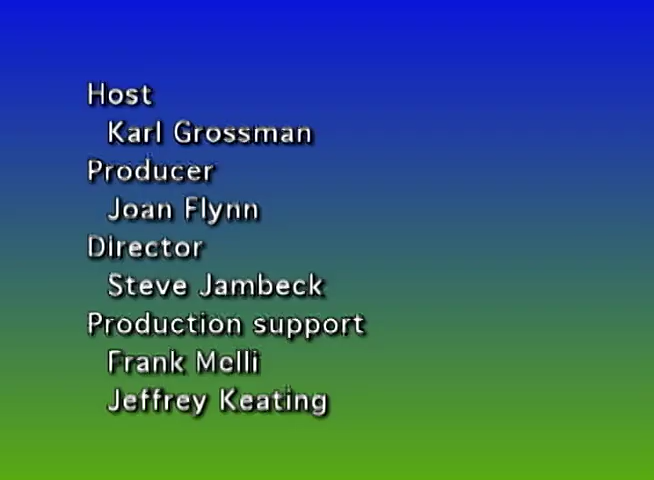 Host
Karl Grossman
Producer
Joan Flynn
Director
Steve Jambeck
Production support
Frank Melli
Jeffrey Keating